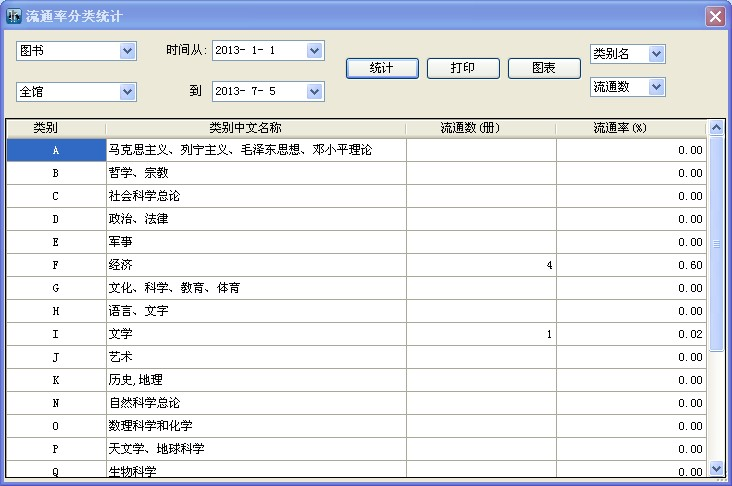 流通率分类统计
图书 时间从: 2013- 1- 1 类别名
统计 打印 图表
全馆 到 2013- 7- 5 流通数
类别 类别中文名称 流通数(册) 流通率(%)
A 马克思主义、列宁主义、毛泽东思想、邓小平理论 0.00
B 哲学、宗教 0.00
C 社会科学总论 0.00
D 政治、法律 0.00
E 军事 0.00
F 经济 4 0.60
G 文化、科学、教育、体育 0.00
H 语言、文字 0.00
I 文学 1 0.02
J 艺术 0.00
K 历史,地理 0.00
N 自然科学总论 0.00
O 数理科学和化学 0.00
P 天文学、地球科学 0.00
Q 生物科学 0.00